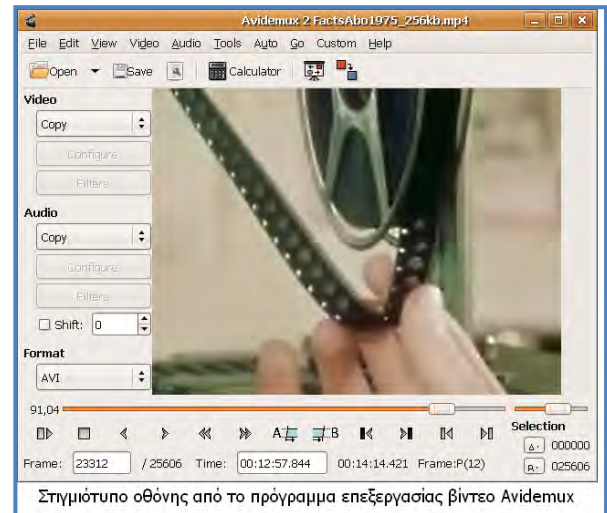 Avidemux 2 FactsAbo1975_256kb.mp4
File Edit View Video Audio Tools Auto Go Custom Help
Open Save Calculator
Video
Copy
Configure
Filters
Audio
Copy
Configure
Filters
Shift: 0
Format
AVI
91,04
A B
Selection
A: 000000
Frame: 23312 / 25606 Time: 00:12:57.844 00:14:14.421 Frame:P(12)
B: 025606
Στιγμιότυπο οθόνης από το πρόγραμμα επεξεργασίας βίντεο Avidemux